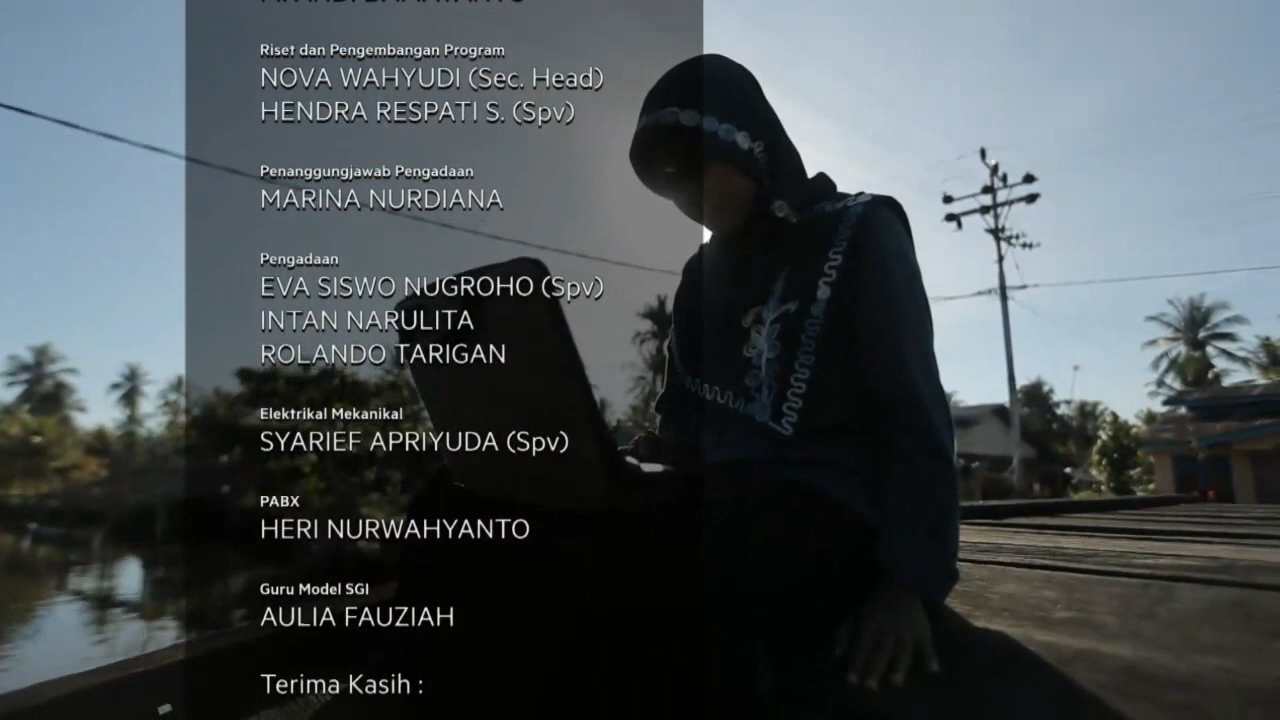 Riset dan Pengembangan Program
NOVA WAHYUDI (Sec. Head)
HENDRA RESPATI S. (Spv)
Penanggungjawab Pengadaan
MARINA NURDIANA
Pengadaan
EVA SISWO NUGROHO (Spv)
INTAN NARULITA
ROLANDO TARIGAN
Elektrikal Mekanikal
SYARIEF APRIYUDA (Spv)
PABX
HERI NURWAHYANTO
Guru Model SGI
AULIA FAUZIAH
Terima Kasih :